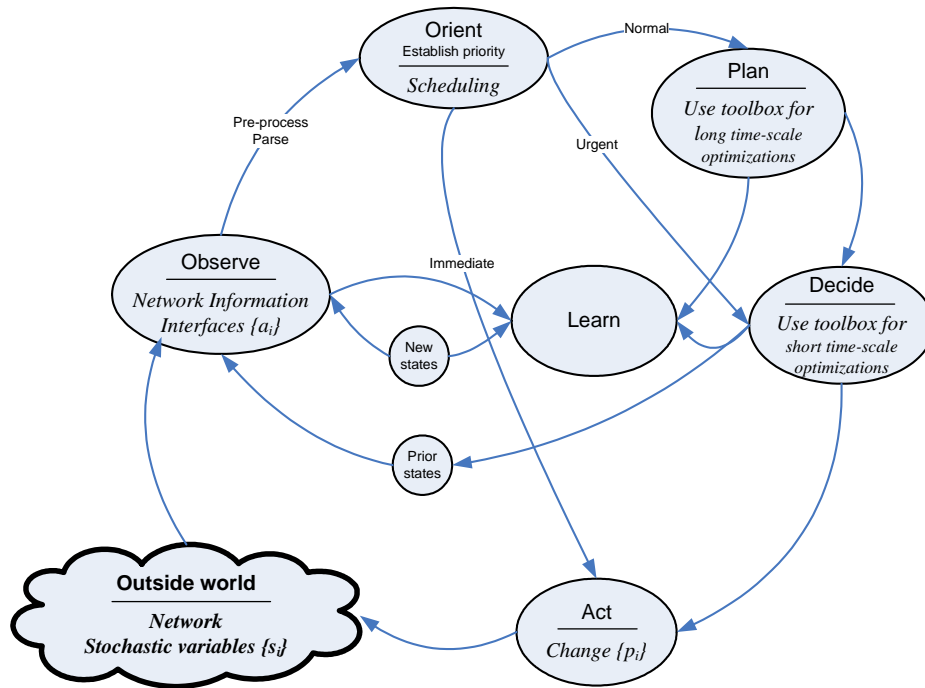 Orient
Establish priority
Scheduling
Normal
Plan
Use toolbox for
long time-scale
optimizations
Pre-process
Parse
Urgent
Observe
Network Information
Interfaces {aᵢ}
Immediate
Learn
New
states
Decide
Use toolbox for
short time-scale
optimizations
Prior
states
Outside world
Network
Stochastic variables {sᵢ}
Act
Change {pᵢ}